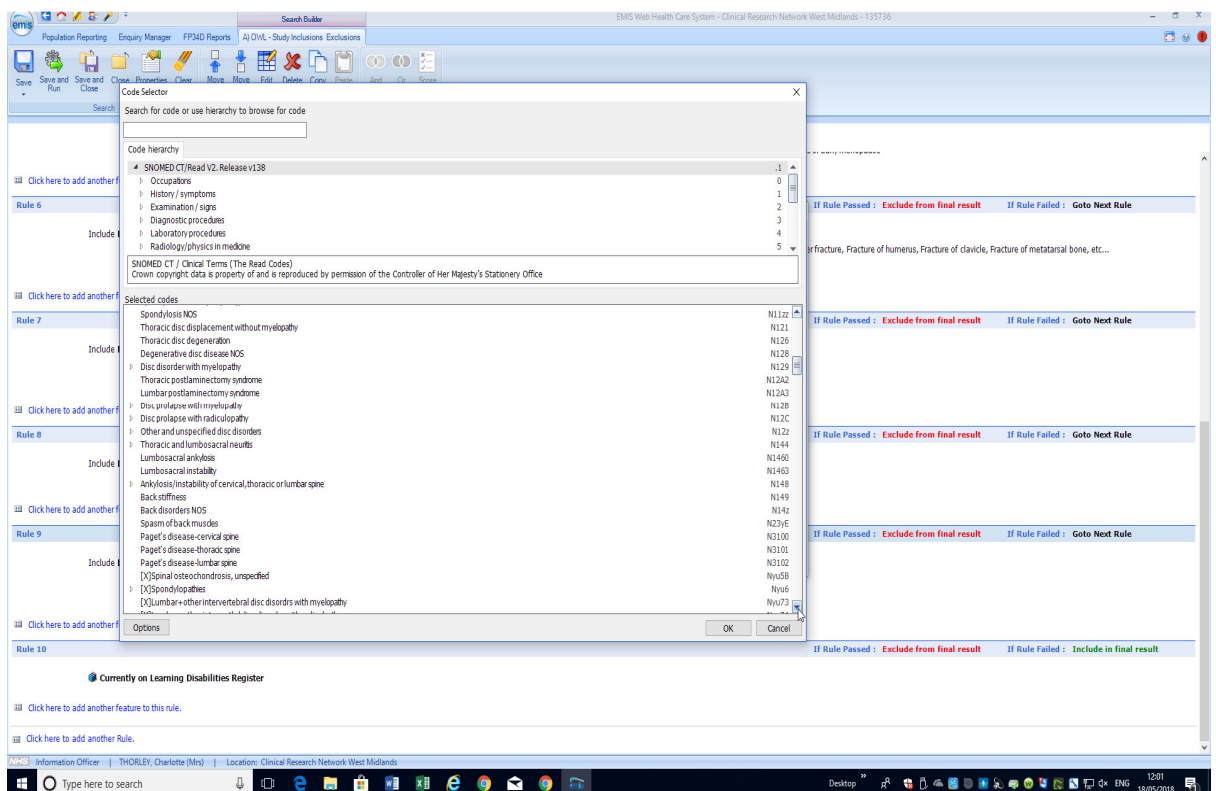 emis
Search Builder
EMIS Web Health Care System - Clinical Research Network West Midlands - 135736
Population Reporting Enquiry Manager FP34D Reports A) OWL - Study Inclusions Exclusions
Save Save and Run Save and Close Close Properties Clear Move Move Edit Delete Copy Paste And Or Score
Search
Code Selector
Search for code or use hierarchy to browse for code
Code hierarchy
SNOMED CT/Read V2. Release v138 .1
Occupations 0
History / symptoms 1
Examination / signs 2
Diagnostic procedures 3
Laboratory procedures 4
Radiology/physics in medicine 5
SNOMED CT / Clinical Terms (The Read Codes)
Crown copyright data is property of and is reproduced by permission of the Controller of Her Majesty's Stationery Office
Selected codes
Spondylosis NOS N11zz
Thoracic disc displacement without myelopathy N121
Thoracic disc degeneration N126
Degenerative disc disease NOS N128
Disc disorder with myelopathy N129
Thoracic postlaminectomy syndrome N12A2
Lumbar postlaminectomy syndrome N12A3
Disc prolapse with myelopathy N12B
Disc prolapse with radiculopathy N12C
Other and unspecified disc disorders N12z
Thoracic and lumbosacral neuritis N144
Lumbosacral ankylosis N1460
Lumbosacral instability N1463
Ankylosis/instability of cervical,thoracic or lumbar spine N148
Back stiffness N149
Back disorders NOS N14z
Spasm of back muscles N23yE
Paget's disease-cervical spine N3100
Paget's disease-thoracic spine N3101
Paget's disease-lumbar spine N3102
[X]Spinal osteochondrosis, unspecified Nyu5B
[X]Spondylopathies Nyu6
[X]Lumbar+other intervertebral disc disordrs with myelopathy Nyu73
Options OK Cancel
Click here to add another f
Rule 6 If Rule Passed : Exclude from final result If Rule Failed : Goto Next Rule
Include
er fracture, Fracture of humerus, Fracture of clavicle, Fracture of metatarsal bone, etc...
Click here to add another f
Rule 7 If Rule Passed : Exclude from final result If Rule Failed : Goto Next Rule
Include
Click here to add another f
Rule 8 If Rule Passed : Exclude from final result If Rule Failed : Goto Next Rule
Include
Click here to add another f
Rule 9 If Rule Passed : Exclude from final result If Rule Failed : Goto Next Rule
Include
Click here to add another f
Rule 10 If Rule Passed : Exclude from final result If Rule Failed : Include in final result
Currently on Learning Disabilities Register
Click here to add another feature to this rule.
Click here to add another Rule.
NHS Information Officer | THORLEY, Charlotte (Mrs) | Location: Clinical Research Network West Midlands
Type here to search Desktop ENG 12:01
18/05/2018